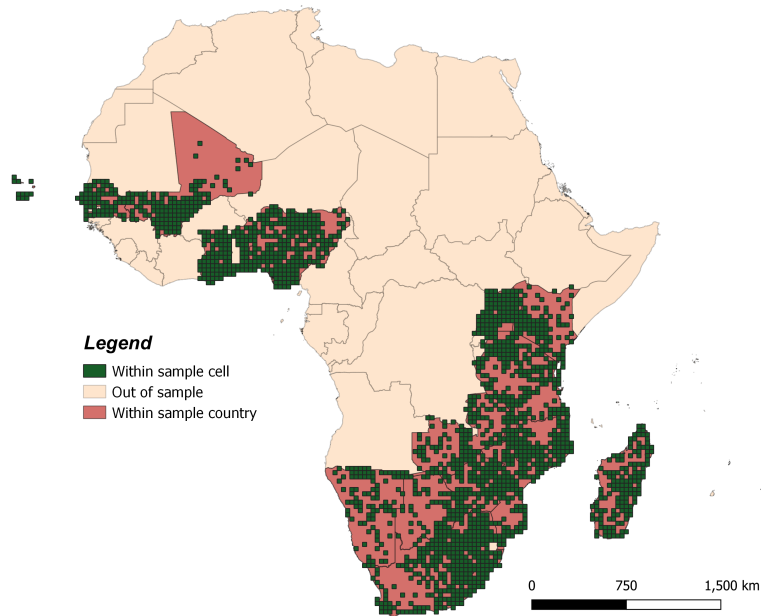 Legend
Within sample cell
Out of sample
Within sample country
0 750 1,500 km